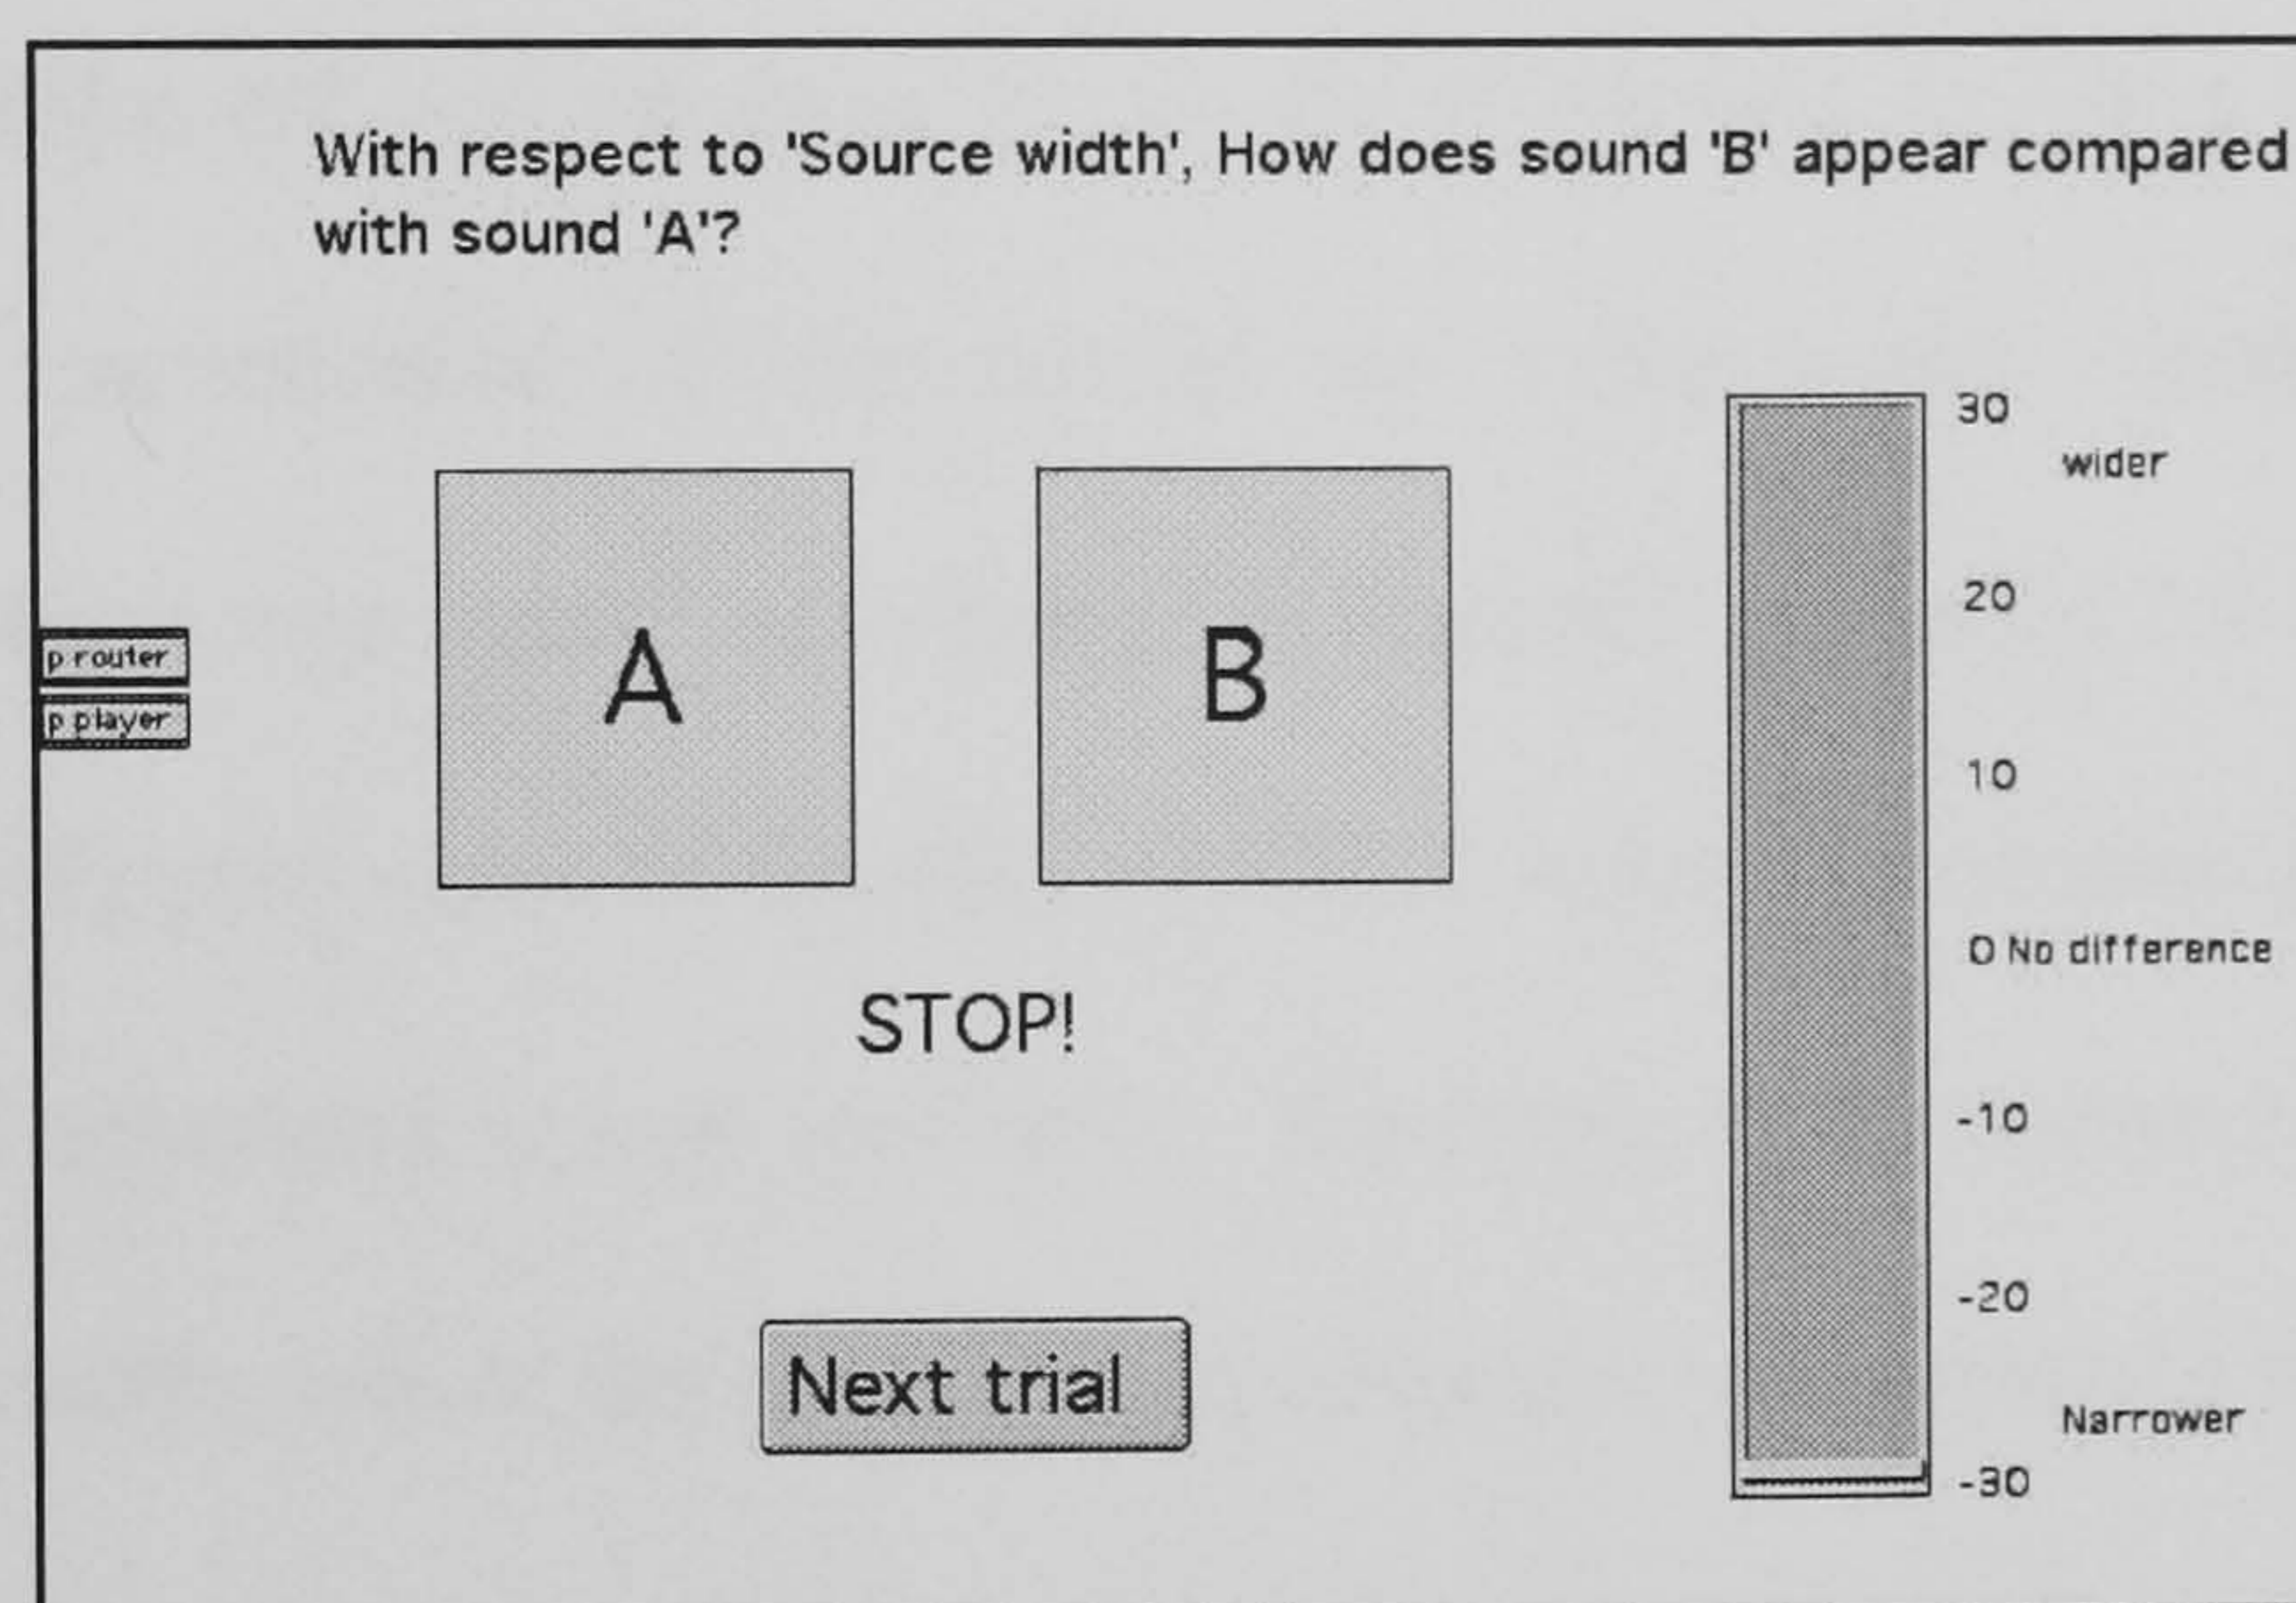 With respect to 'Source width', How does sound 'B' appear compared
with sound 'A'?
30
wider
20
p router
A
B
p player
10
0 No difference
STOP!
-10
-20
Next trial
Narrower
-30